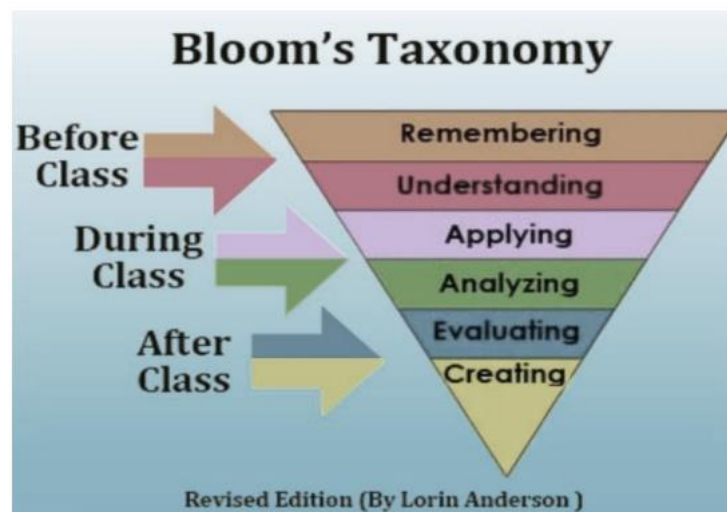 Bloom's Taxonomy
Before
Class
Remembering
Understanding
During
Class
Applying
Analyzing
After
Class
Evaluating
Creating
Revised Edition (By Lorin Anderson )